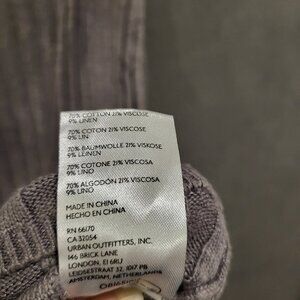 70% COTTON 21% VISCOSE
9% LINEN
70% COTON 21% VISCOSE
9% LIN
70% BAUMWOLLE 21% VISKOSE
9% LEINEN
70% COTONE 21% VISCOSA
9% LINO
70% ALGODÓN 21% VISCOSA
9% LINO
MADE IN CHINA
HECHO EN CHINA
RN 66170
CA 32054
URBAN OUTFITTERS, INC.
146 BRICK LANE
LONDON, E1 6RU
LEIDSESTRAAT 32, 1017 PB
AMSTERDAM, NETHERLANDS